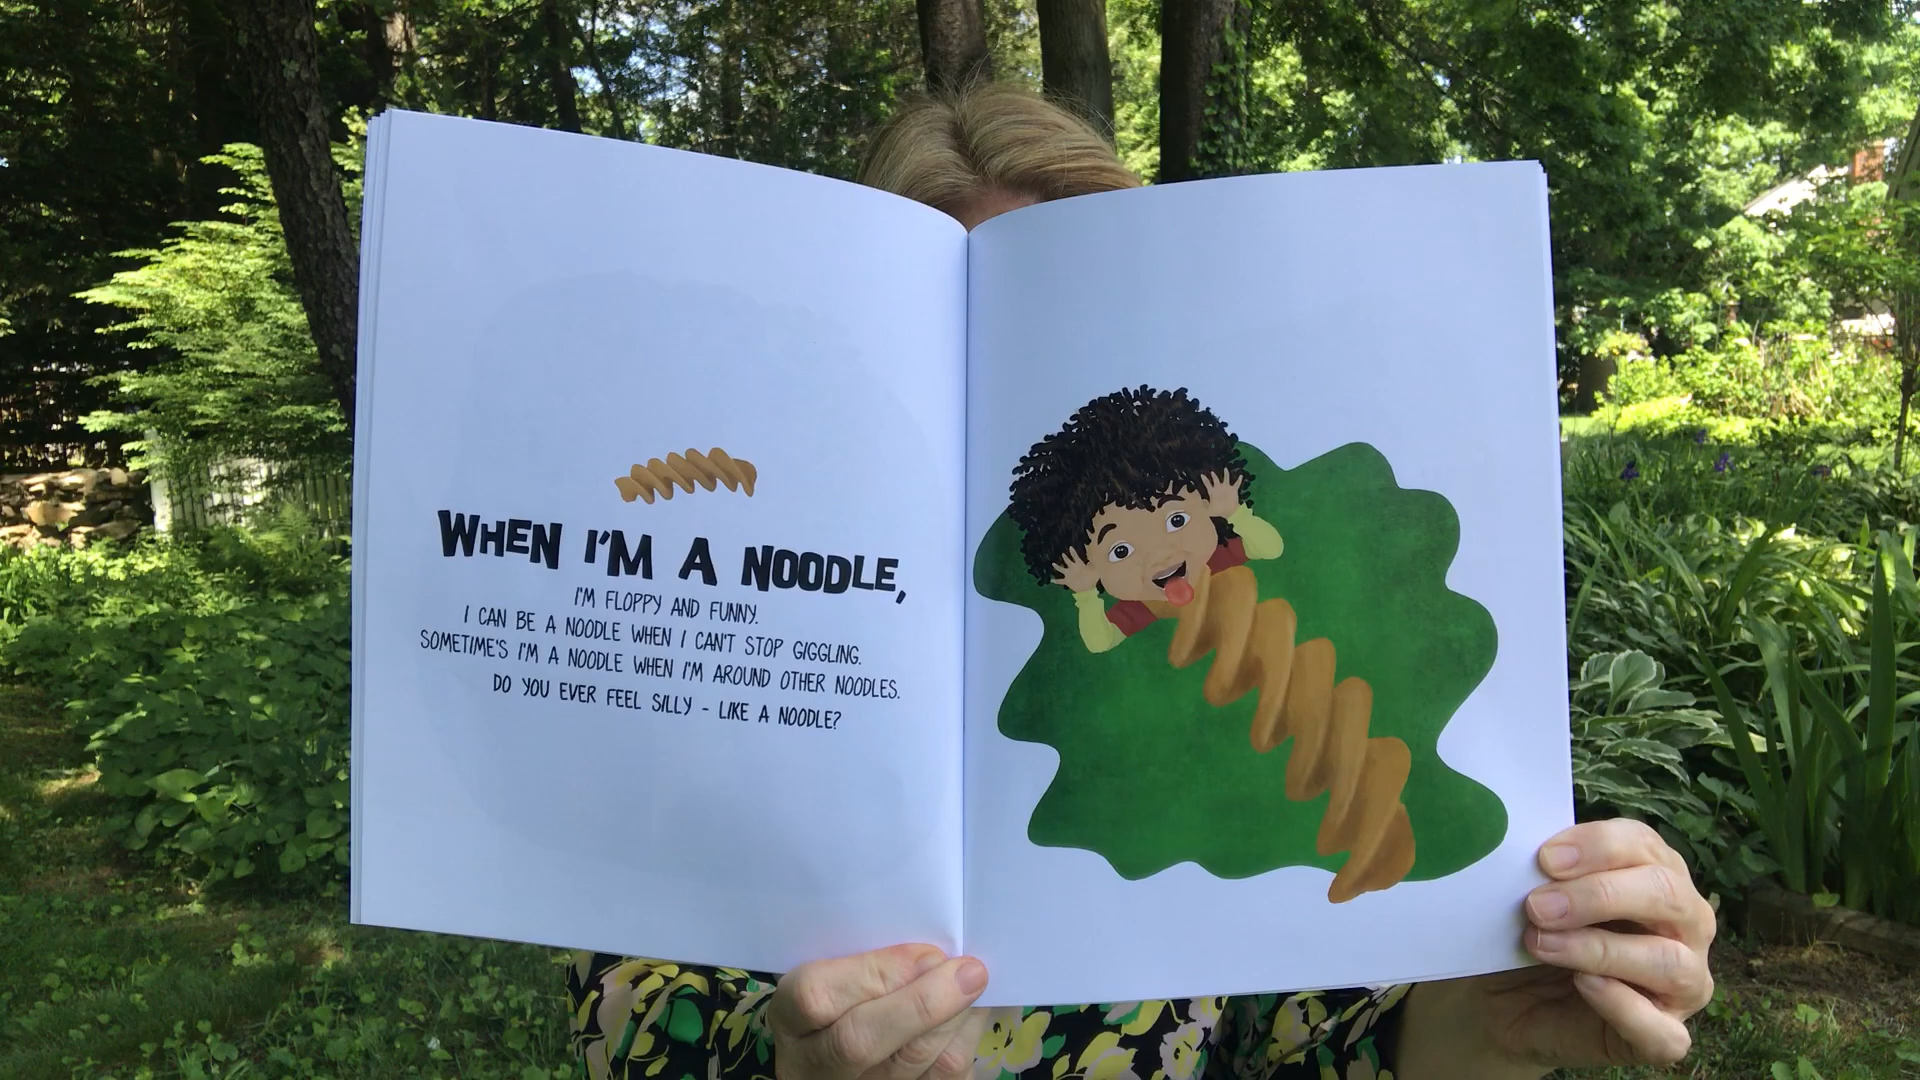 WHEN I'M A NOODLE,
I'M FLOPPY AND FUNNY.
I CAN BE A NOODLE WHEN I CAN'T STOP GIGGLING.
SOMETIME'S I'M A NOODLE WHEN I'M AROUND OTHER NOODLES.
DO YOU EVER FEEL SILLY - LIKE A NOODLE?